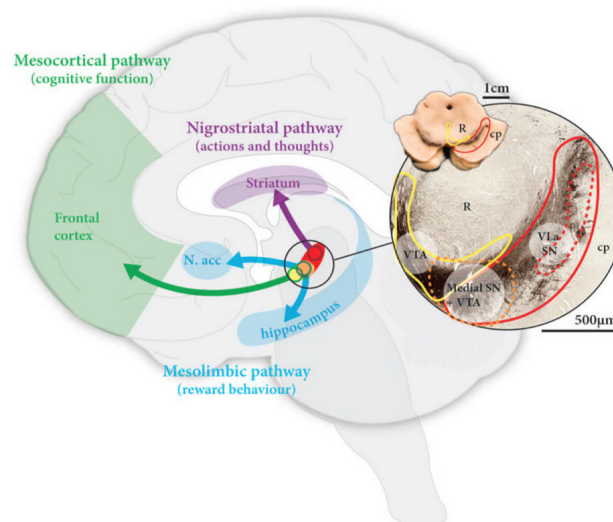 Mesocortical pathway
(cognitive function)
Nigrostriatal pathway
(actions and thoughts)
Striatum
Frontal
cortex
N. acc
hippocampus
Mesolimbic pathway
(reward behaviour)
1cm
R
cp
R
cp
VTA
VLa
SN
Medial SN
+ VTA
500µm